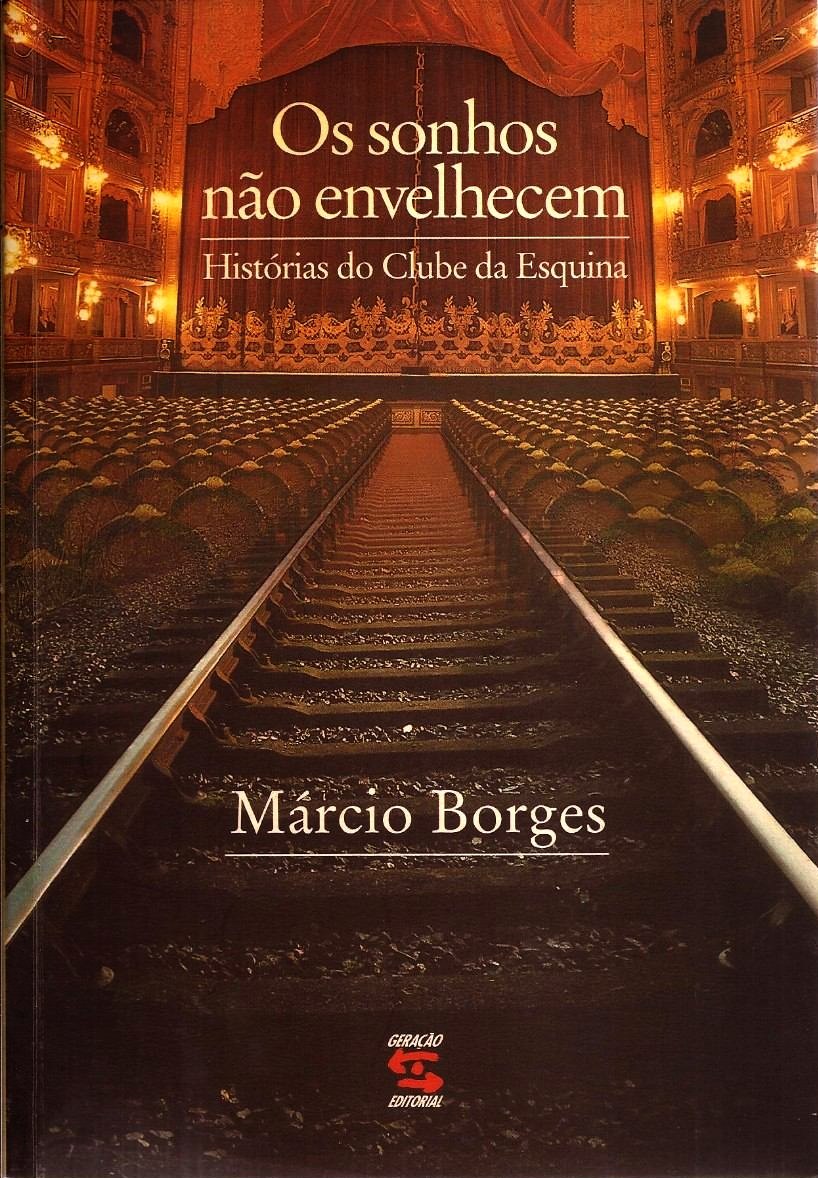 Os sonhos
não envelhecem
Histórias do Clube da Esquina
Márcio Borges
GERAÇÃO
EDITORIAL